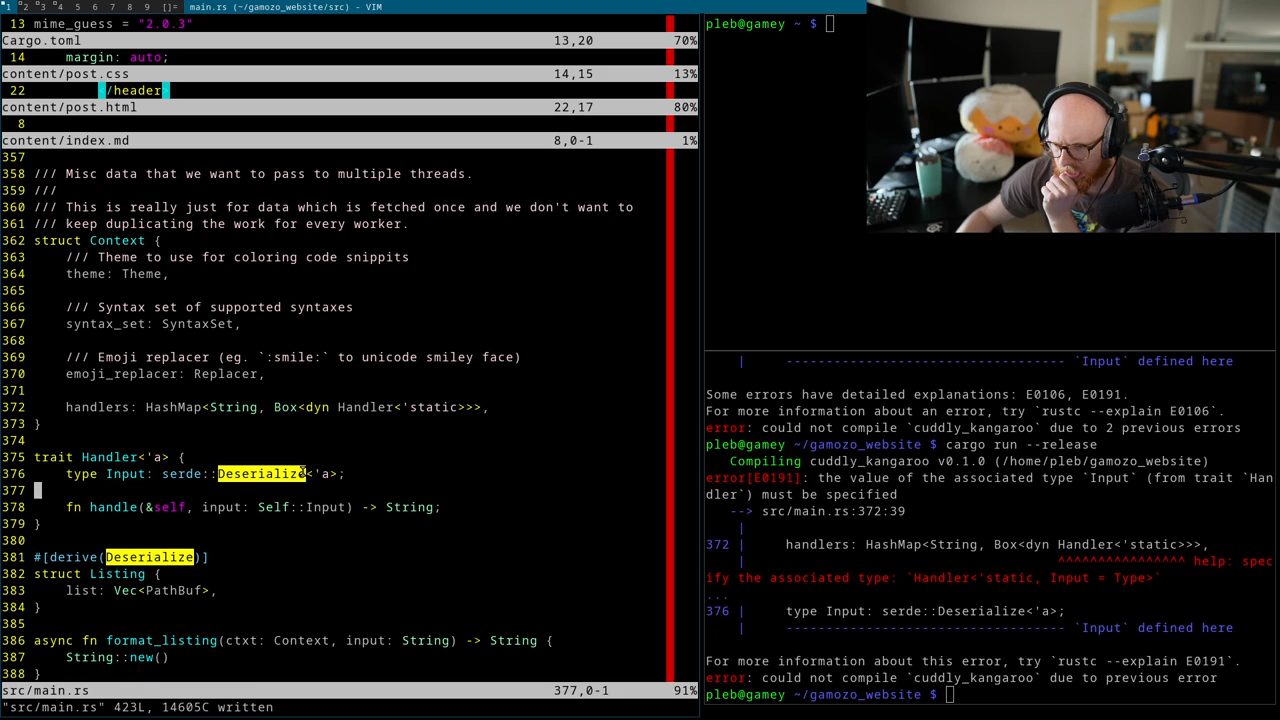 1 2 3 4 5 6 7 8 9 []= main.rs (~/gamozo_website/src) - VIM
13 mime_guess = "2.0.3"
Cargo.toml 13,20 70%
14 margin: auto;
content/post.css 14,15 13%
22 </header>
content/post.html 22,17 80%
8
content/index.md 8,0-1 1%
357
358 /// Misc data that we want to pass to multiple threads.
359 ///
360 /// This is really just for data which is fetched once and we don't want to
361 /// keep duplicating the work for every worker.
362 struct Context {
363 /// Theme to use for coloring code snippits
364 theme: Theme,
365
366 /// Syntax set of supported syntaxes
367 syntax_set: SyntaxSet,
368
369 /// Emoji replacer (eg. `:smile:` to unicode smiley face)
370 emoji_replacer: Replacer,
371
372 handlers: HashMap<String, Box<dyn Handler<'static>>>,
373 }
374
375 trait Handler<'a> {
376 type Input: serde::Deserialize<'a>;
377
378 fn handle(&self, input: Self::Input) -> String;
379 }
380
381 #[derive(Deserialize)]
382 struct Listing {
383 list: Vec<PathBuf>,
384 }
385
386 async fn format_listing(ctxt: Context, input: String) -> String {
387 String::new()
388 }
src/main.rs 377,0-1 91%
"src/main.rs" 423L, 14605C written
pleb@gamey ~ $
| ----------------------------------- `Input` defined here
Some errors have detailed explanations: E0106, E0191.
For more information about an error, try `rustc --explain E0106`.
error: could not compile `cuddly_kangaroo` due to 2 previous errors
pleb@gamey ~/gamozo_website $ cargo run --release
Compiling cuddly_kangaroo v0.1.0 (/home/pleb/gamozo_website)
error[E0191]: the value of the associated type `Input` (from trait `Han
dler`) must be specified
--> src/main.rs:372:39
|
372 | handlers: HashMap<String, Box<dyn Handler<'static>>>,
| ^^^^^^^^^^^^^^^^ help: spec
ify the associated type: `Handler<'static, Input = Type>`
...
376 | type Input: serde::Deserialize<'a>;
| ----------------------------------- `Input` defined here
For more information about this error, try `rustc --explain E0191`.
error: could not compile `cuddly_kangaroo` due to previous error
pleb@gamey ~/gamozo_website $